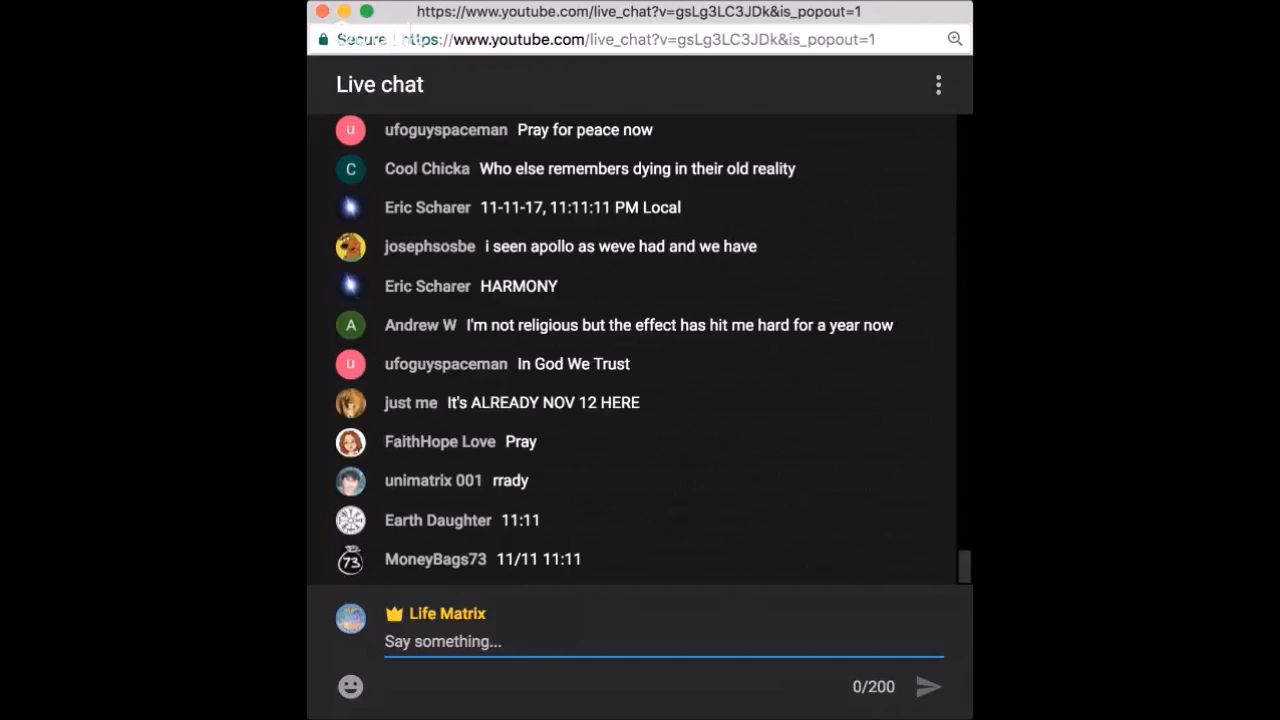 https://www.youtube.com/live_chat?v=gsLg3LC3JDk&is_popout=1
Secure https://www.youtube.com/live_chat?v=gsLg3LC3JDk&is_popout=1
Live chat
u ufoguyspaceman Pray for peace now
C Cool Chicka Who else remembers dying in their old reality
Eric Scharer 11-11-17, 11:11:11 PM Local
josephsosbe i seen apollo as weve had and we have
Eric Scharer HARMONY
A Andrew W I'm not religious but the effect has hit me hard for a year now
u ufoguyspaceman In God We Trust
just me It's ALREADY NOV 12 HERE
FaithHope Love Pray
unimatrix 001 rrady
Earth Daughter 11:11
73 MoneyBags73 11/11 11:11
Life Matrix
Say something...
0/200